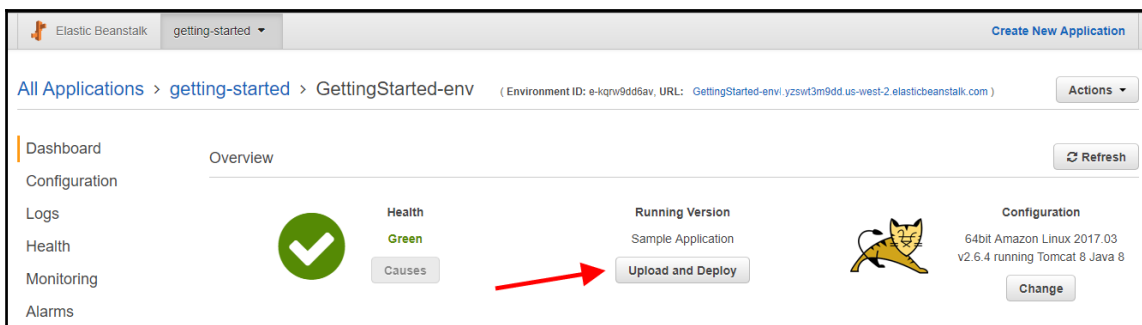 Elastic Beanstalk
getting-started
Create New Application
All Applications > getting-started > GettingStarted-env ( Environment ID: e-kqrw9dd6av, URL: GettingStarted-env.yzswt3m9dd.us-west-2.elasticbeanstalk.com )
Actions
Dashboard
Configuration
Logs
Health
Monitoring
Alarms
Overview
Refresh
Health
Green
Causes
Running Version
Sample Application
Upload and Deploy
Configuration
64bit Amazon Linux 2017.03
v2.6.4 running Tomcat 8 Java 8
Change